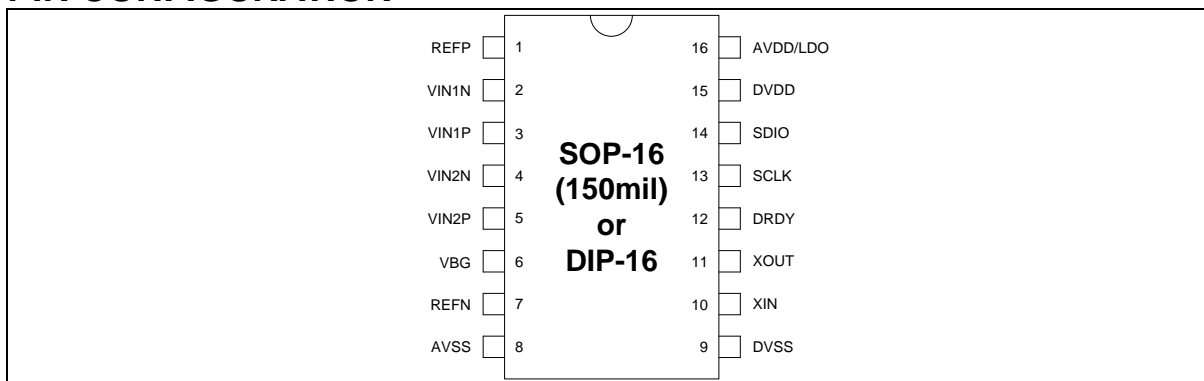 PIN CONFIGURATION
REFP 1 16 AVDD/LDO
VIN1N 2 15 DVDD
VIN1P 3 14 SDIO
VIN2N 4 13 SCLK
VIN2P 5 12 DRDY
VBG 6 11 XOUT
REFN 7 10 XIN
AVSS 8 9 DVSS
SOP-16
(150mil)
or
DIP-16